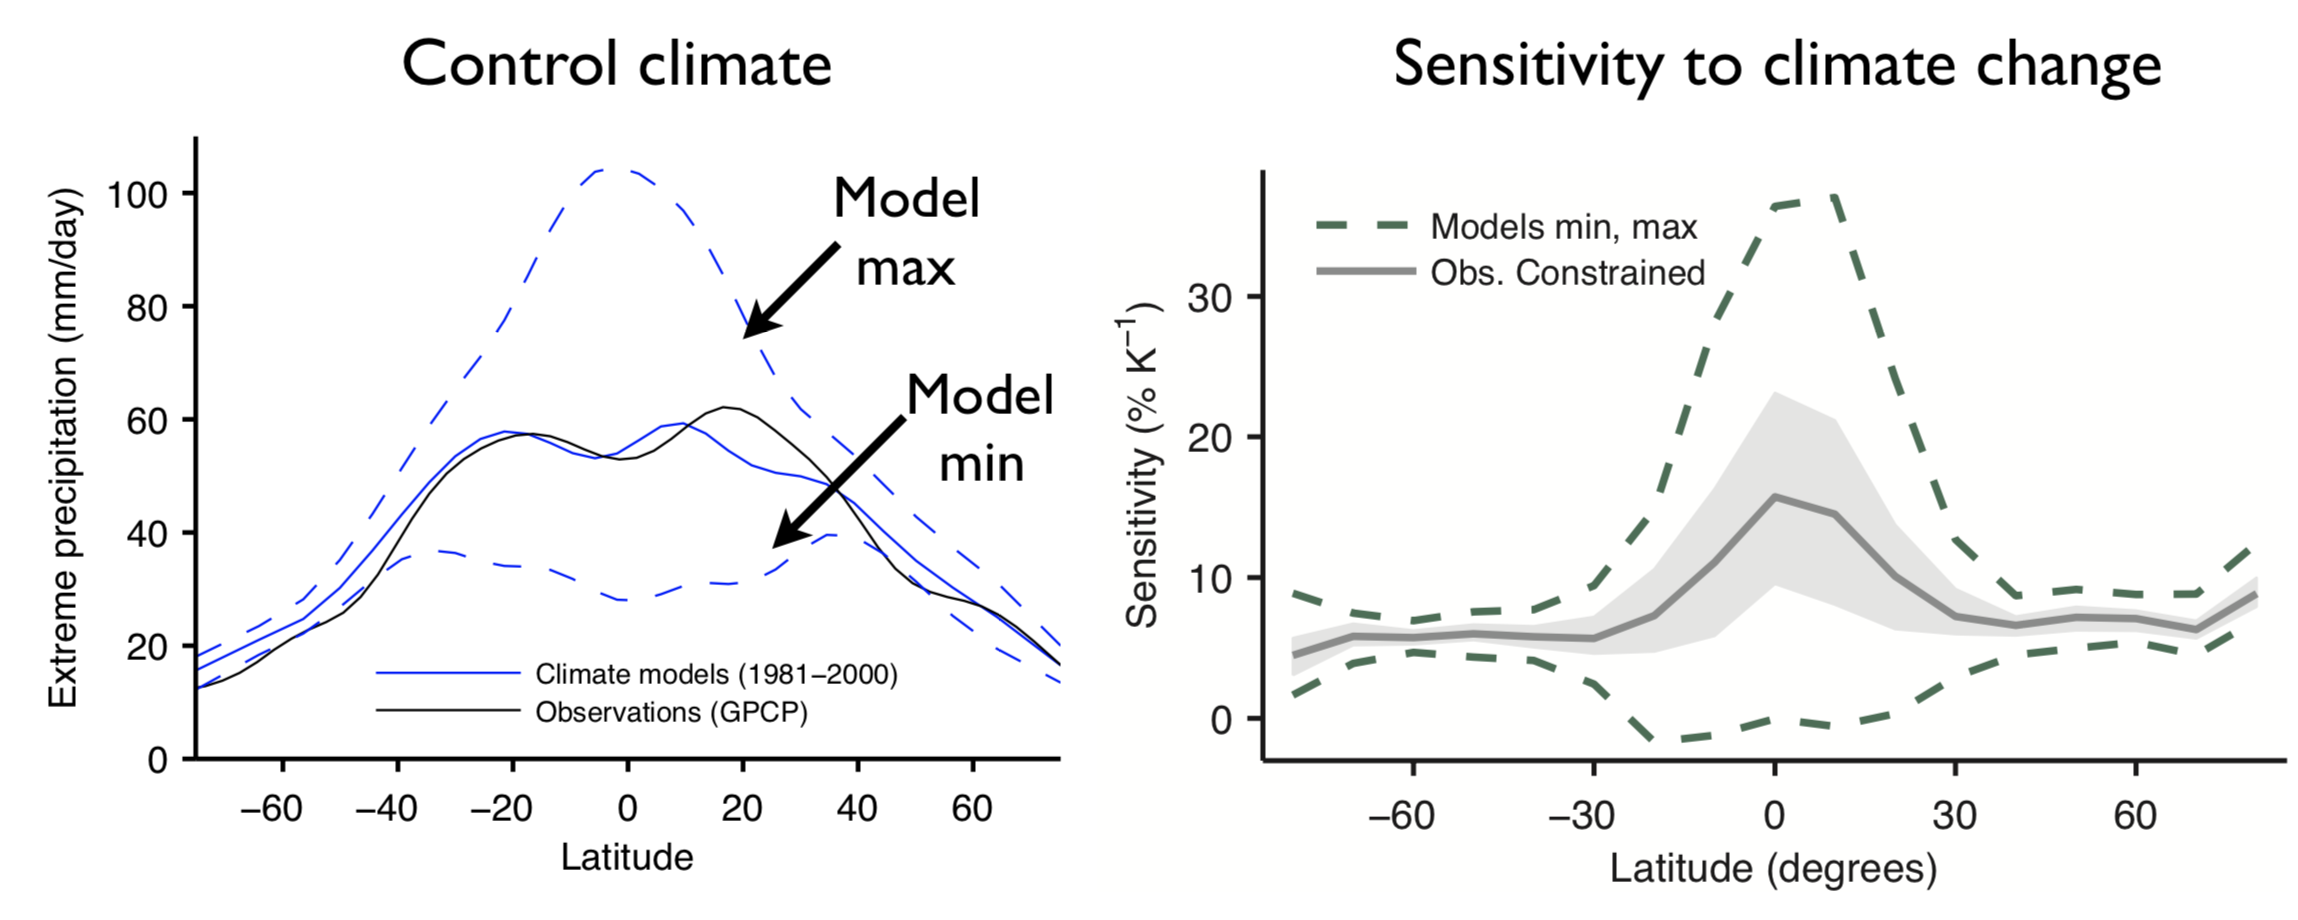 Control climate
Extreme precipitation (mm/day)
100
80
60
40
20
0
Model
max
Model
min
Climate models (1981–2000)
Observations (GPCP)
–60 –40 –20 0 20 40 60
Latitude
Sensitivity to climate change
Sensitivity (% K⁻¹)
30
20
10
0
Models min, max
Obs. Constrained
–60 –30 0 30 60
Latitude (degrees)